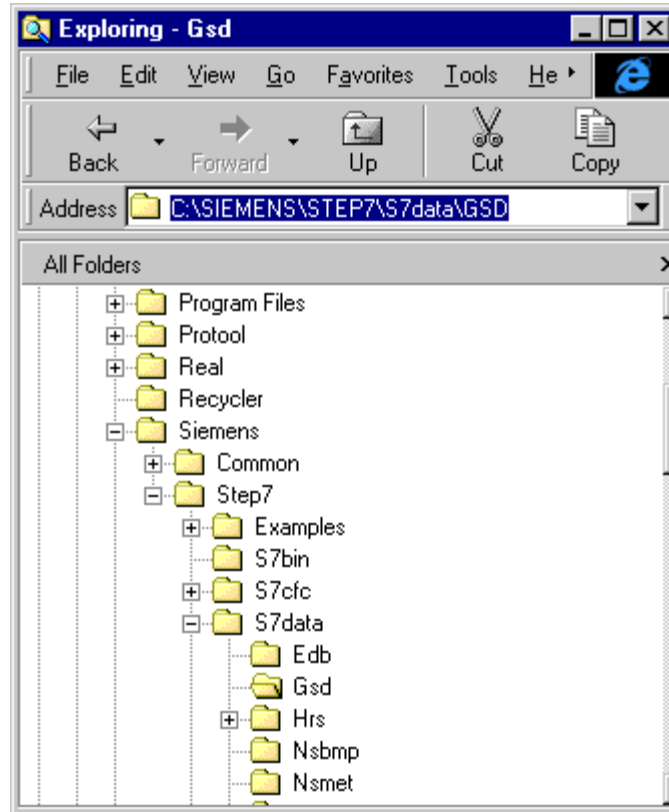 Exploring - Gsd
File Edit View Go Favorites Tools He
Back Forward Up Cut Copy
Address C:\SIEMENS\STEP7\S7data\GSD
All Folders
Program Files
Protool
Real
Recycler
Siemens
Common
Step7
Examples
S7bin
S7cfc
S7data
Edb
Gsd
Hrs
Nsbmp
Nsmet